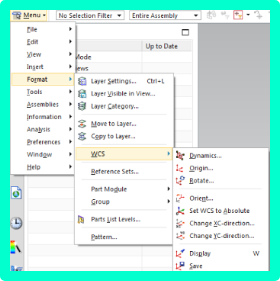 Menu No Selection Filter Entire Assembly
File
Edit
View
Insert
Format
Tools
Assemblies
Information
Analysis
Preferences
Window
Help
Up to Date
Mode
ews
Layer Settings... Ctrl+L
Layer Visible in View...
Layer Category...
Move to Layer...
Copy to Layer...
WCS
Reference Sets...
Part Module
Group
Parts List Levels...
Pattern...
Dynamics...
Origin...
Rotate...
Orient...
Set WCS to Absolute
Change XC-direction...
Change YC-direction...
Display W
Save